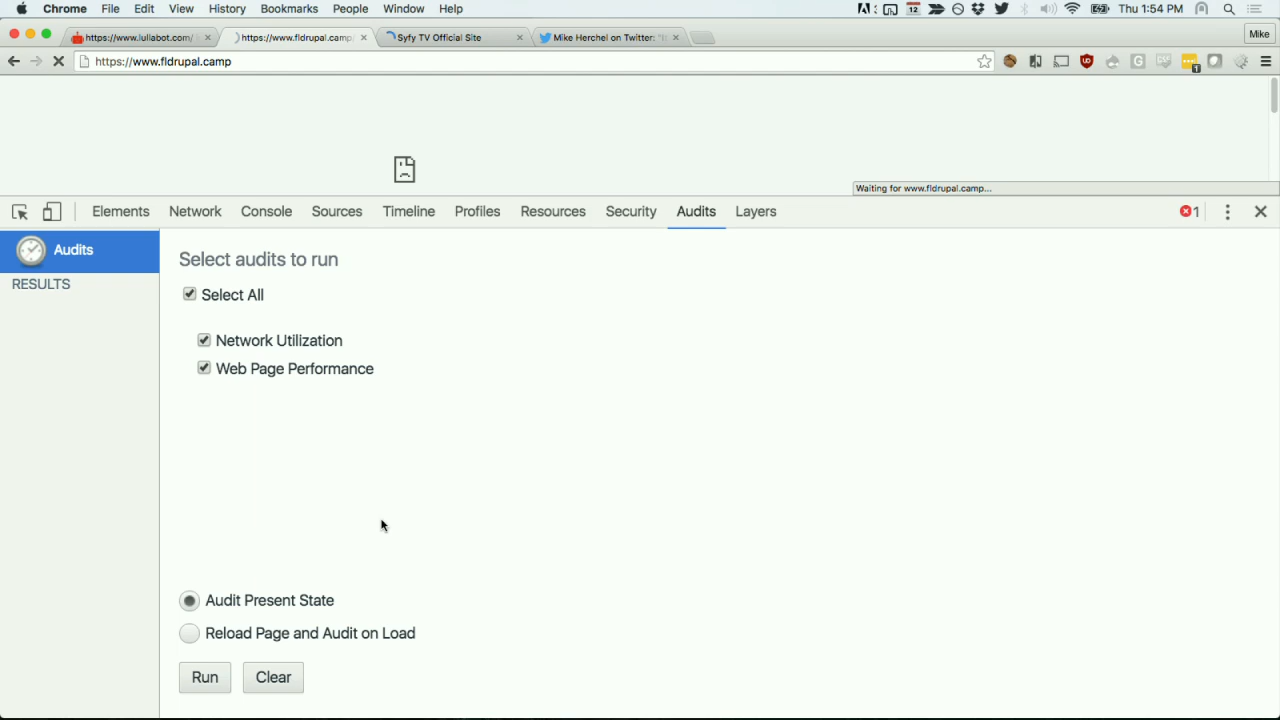 Chrome File Edit View History Bookmarks People Window Help 12 Thu 1:54 PM
https://www.lullabot.com/ https://www.fldrupal.camp Syfy TV Official Site Mike Herchel on Twitter: "b Mike
https://www.fldrupal.camp 1
Waiting for www.fldrupal.camp...
Elements Network Console Sources Timeline Profiles Resources Security Audits Layers 1
Audits
RESULTS
Select audits to run
Select All
Network Utilization
Web Page Performance
Audit Present State
Reload Page and Audit on Load
Run Clear